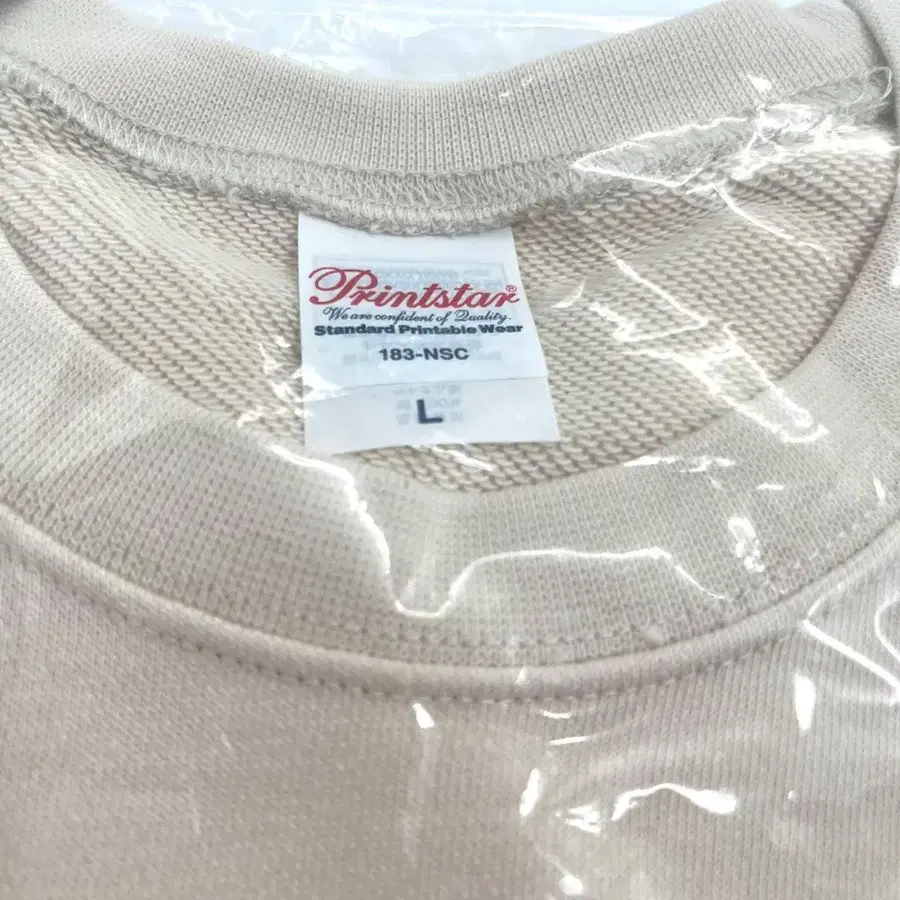 Printstar®
We are confident of Quality.
Standard Printable Wear
183-NSC
L